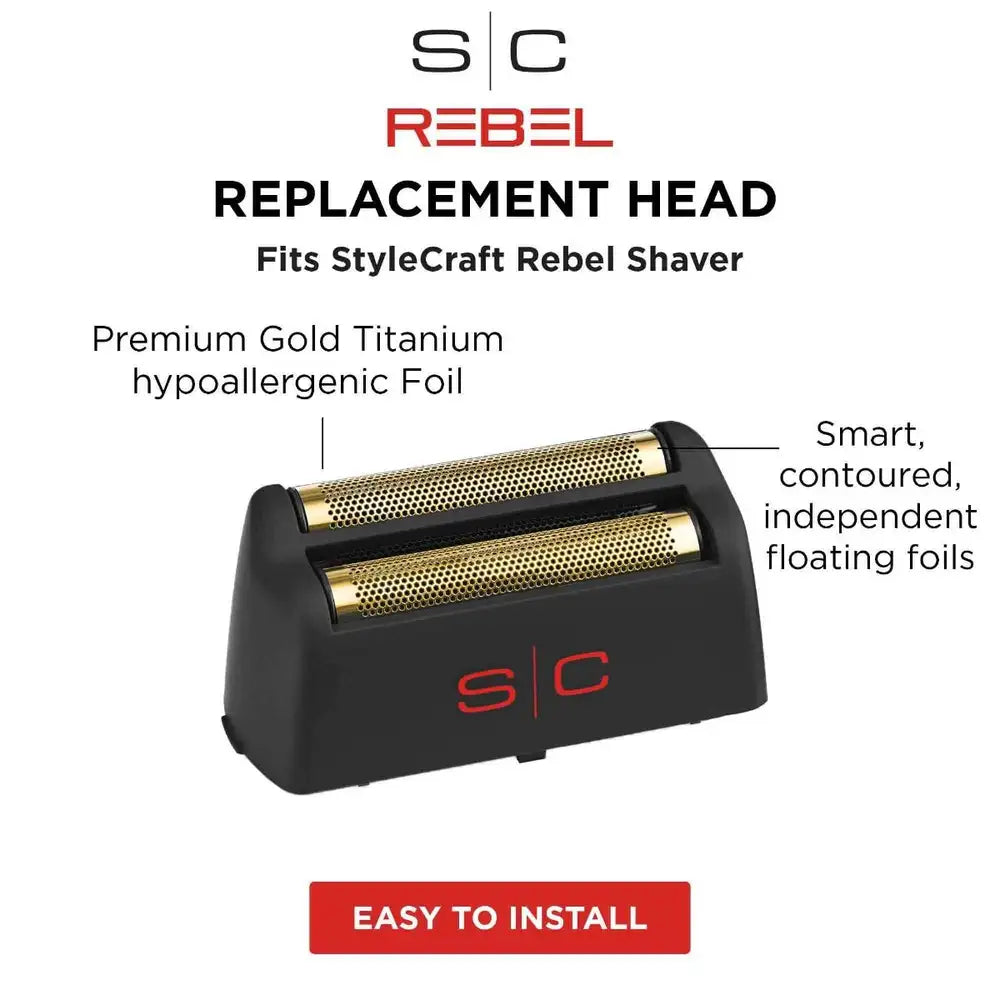 S|C
REBEL
REPLACEMENT HEAD
Fits StyleCraft Rebel Shaver
Premium Gold Titanium
hypoallergenic Foil
Smart,
contoured,
independent
floating foils
S|C
EASY TO INSTALL